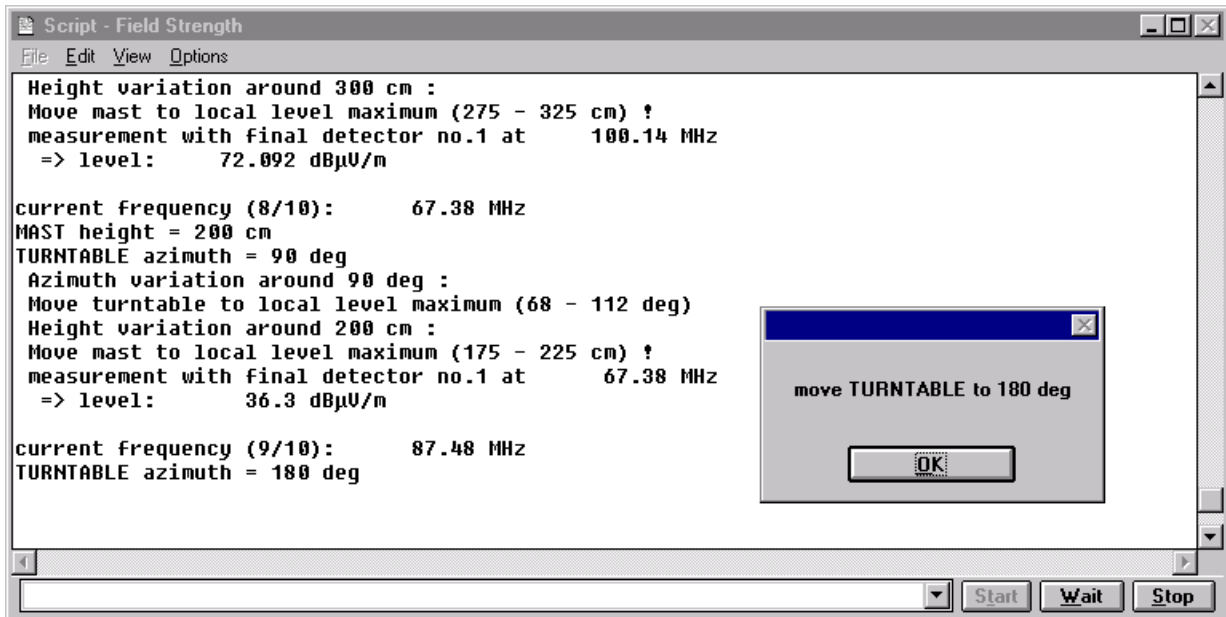 Script - Field Strength
File Edit View Options
Height variation around 300 cm :
Move mast to local level maximum (275 - 325 cm) !
measurement with final detector no.1 at 100.14 MHz
=> level: 72.092 dBµV/m
current frequency (8/10): 67.38 MHz
MAST height = 200 cm
TURNTABLE azimuth = 90 deg
Azimuth variation around 90 deg :
Move turntable to local level maximum (68 - 112 deg)
Height variation around 200 cm :
Move mast to local level maximum (175 - 225 cm) !
measurement with final detector no.1 at 67.38 MHz
=> level: 36.3 dBµV/m
current frequency (9/10): 87.48 MHz
TURNTABLE azimuth = 180 deg
move TURNTABLE to 180 deg
OK
Start Wait Stop